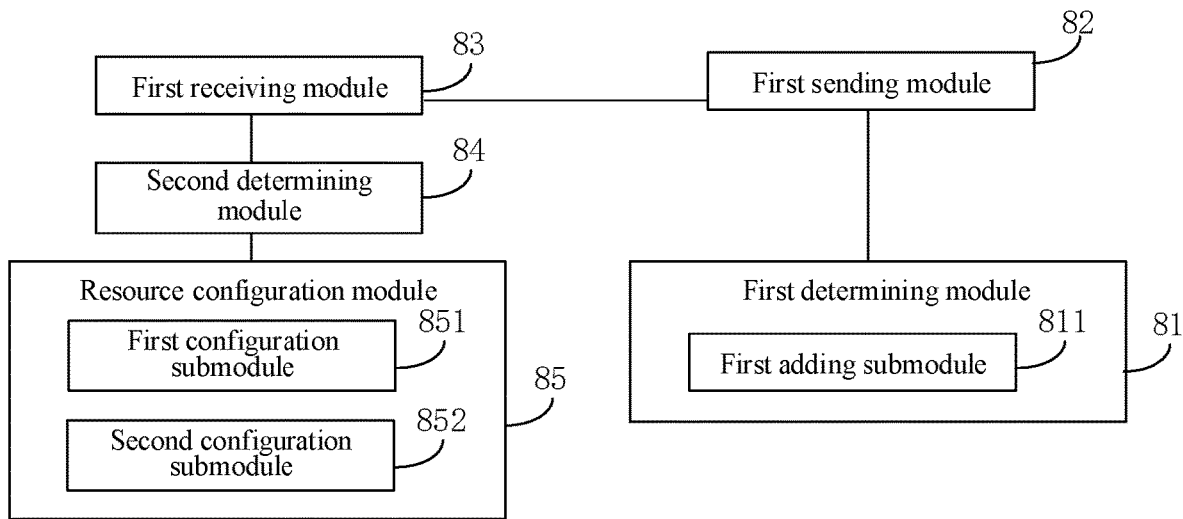 83
First receiving module
82
First sending module
84
Second determining
module
Resource configuration module
851
First configuration
submodule
85
852
Second configuration
submodule
First determining module
811
First adding submodule
81